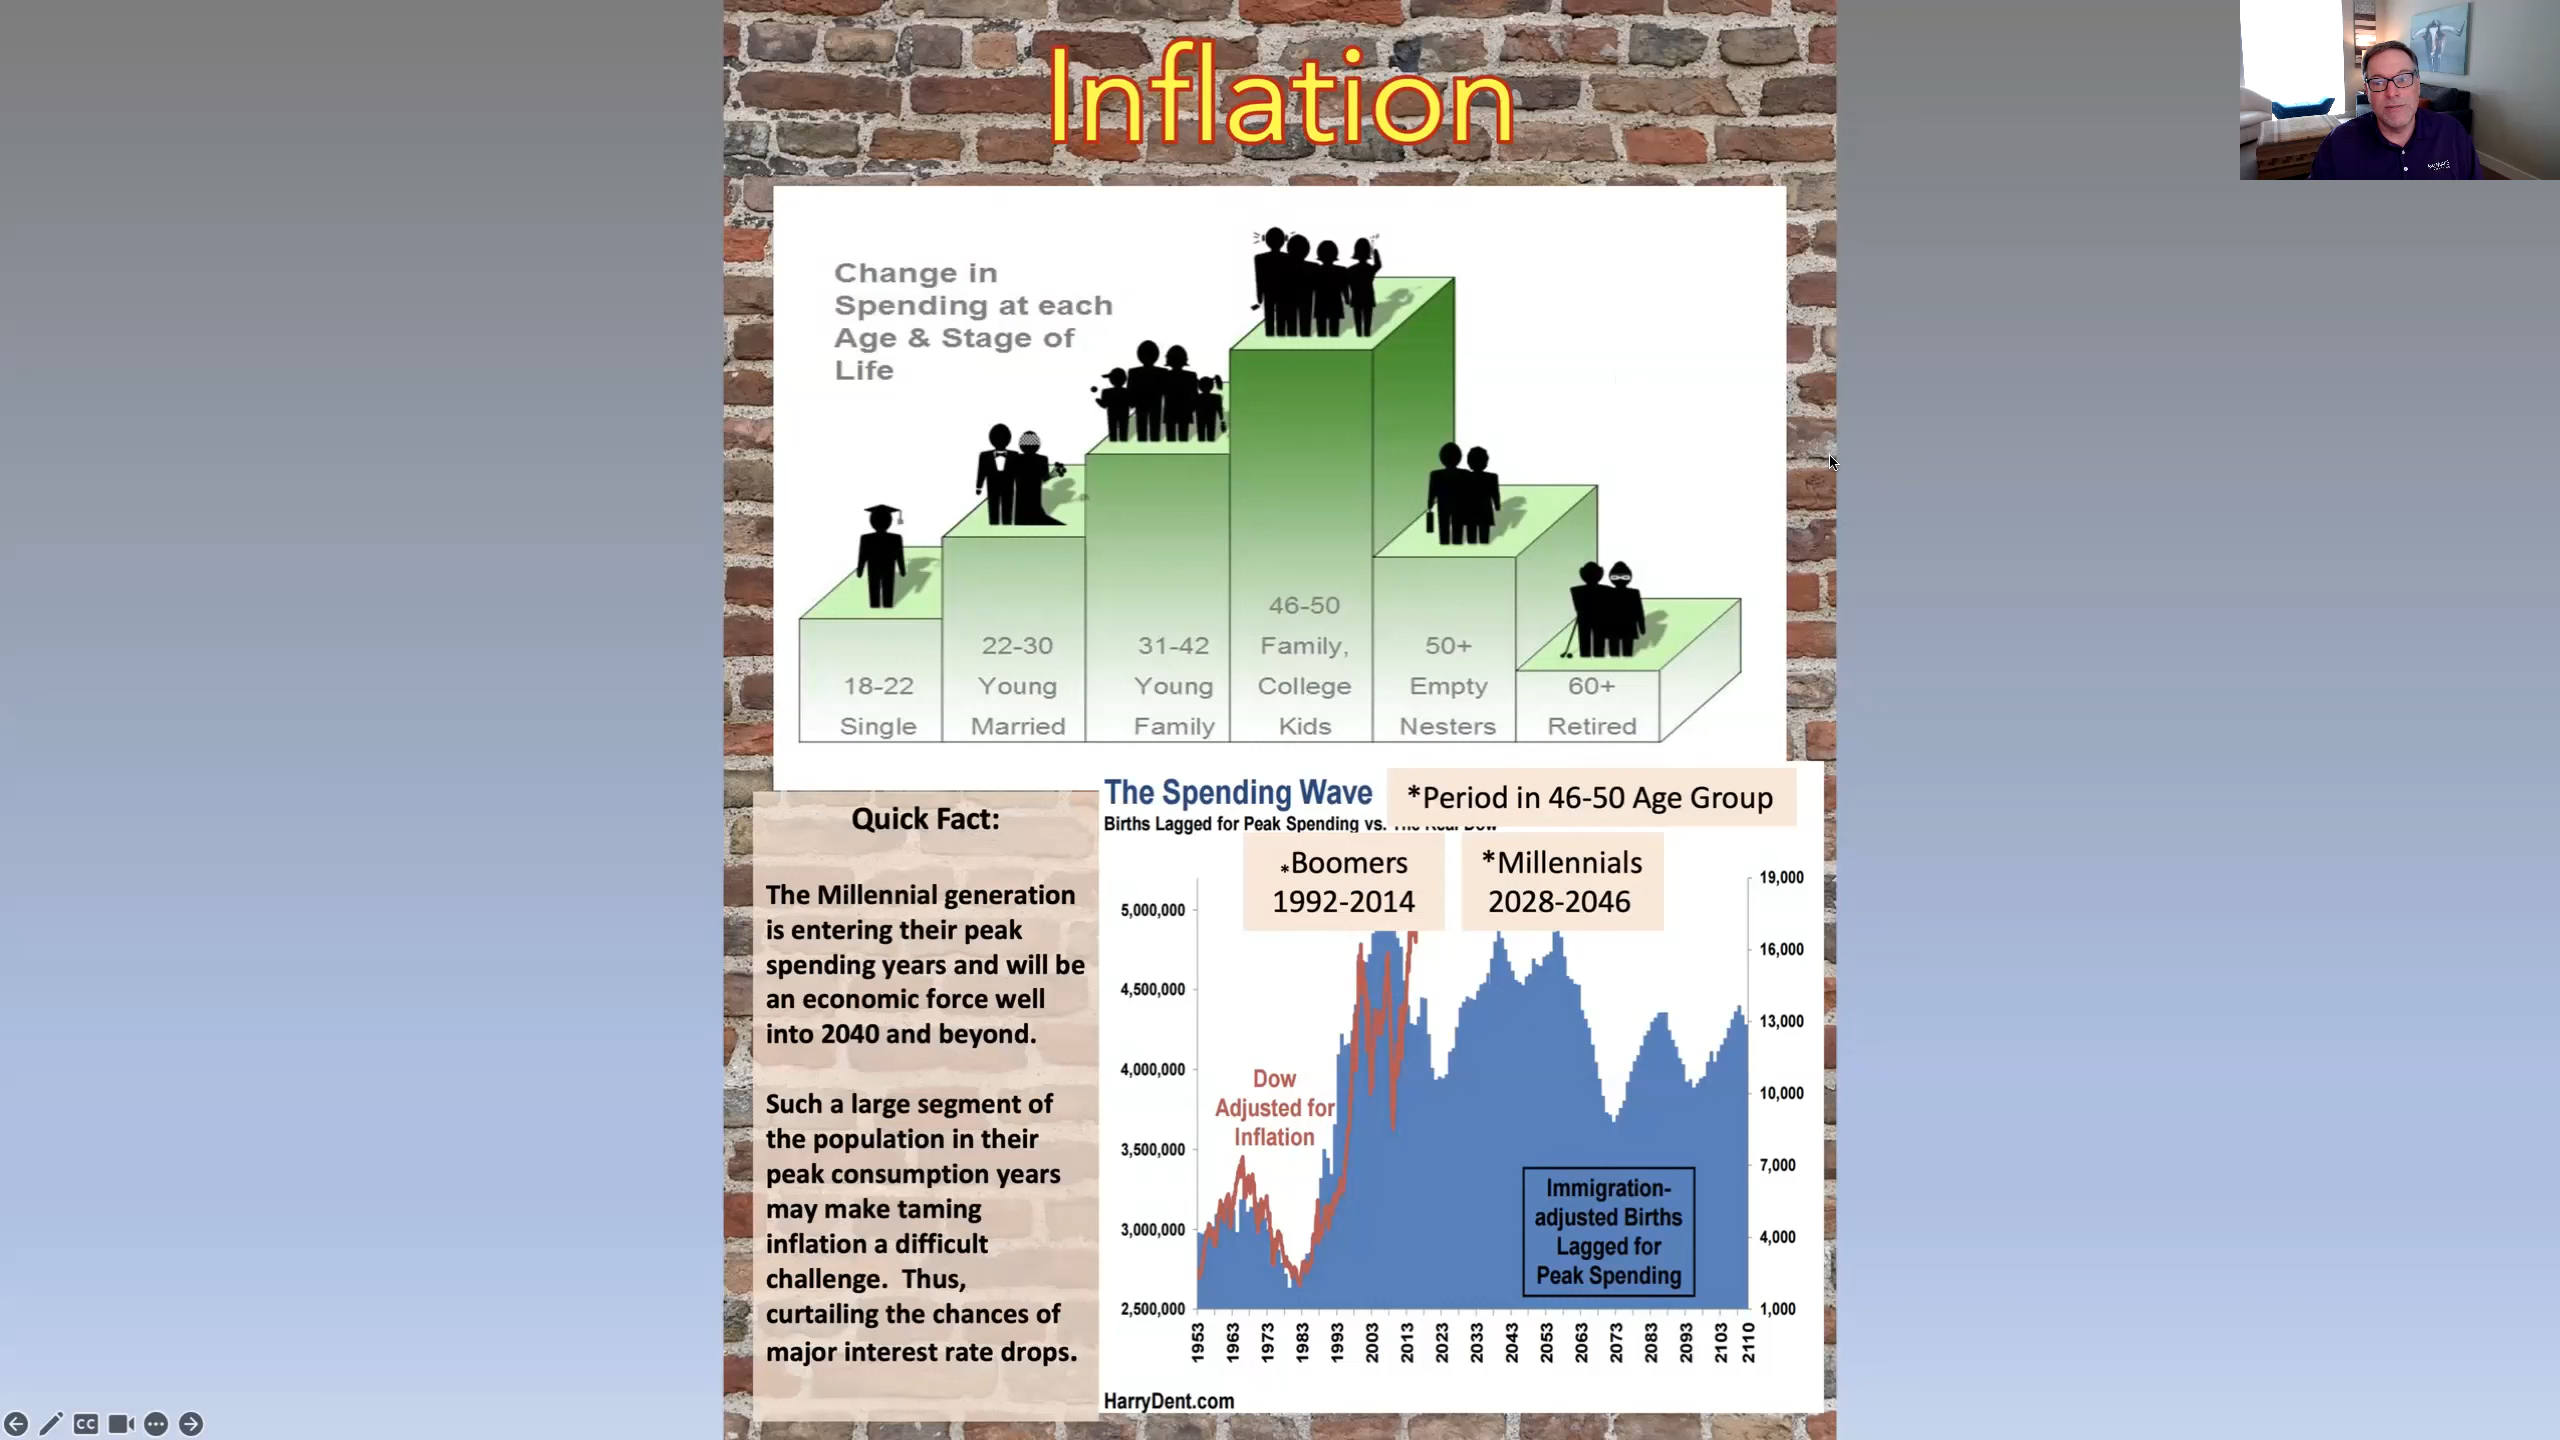 Inflation
Change in
Spending at each
Age & Stage of
Life
18-22
Single
22-30
Young
Married
31-42
Young
Family
46-50
Family,
College
Kids
50+
Empty
Nesters
60+
Retired
Quick Fact:
The Millennial generation
is entering their peak
spending years and will be
an economic force well
into 2040 and beyond.
Such a large segment of
the population in their
peak consumption years
may make taming
inflation a difficult
challenge. Thus,
curtailing the chances of
major interest rate drops.
The Spending Wave
*Period in 46-50 Age Group
Births Lagged for Peak Spending vs. The Real Dow
*Boomers
1992-2014
*Millennials
2028-2046
5,000,000
4,500,000
4,000,000
3,500,000
3,000,000
2,500,000
19,000
16,000
13,000
10,000
7,000
4,000
1,000
Dow
Adjusted for
Inflation
Immigration-
adjusted Births
Lagged for
Peak Spending
1953
1963
1973
1983
1993
2003
2013
2023
2033
2043
2053
2063
2073
2083
2093
2103
2110
HarryDent.com
CC